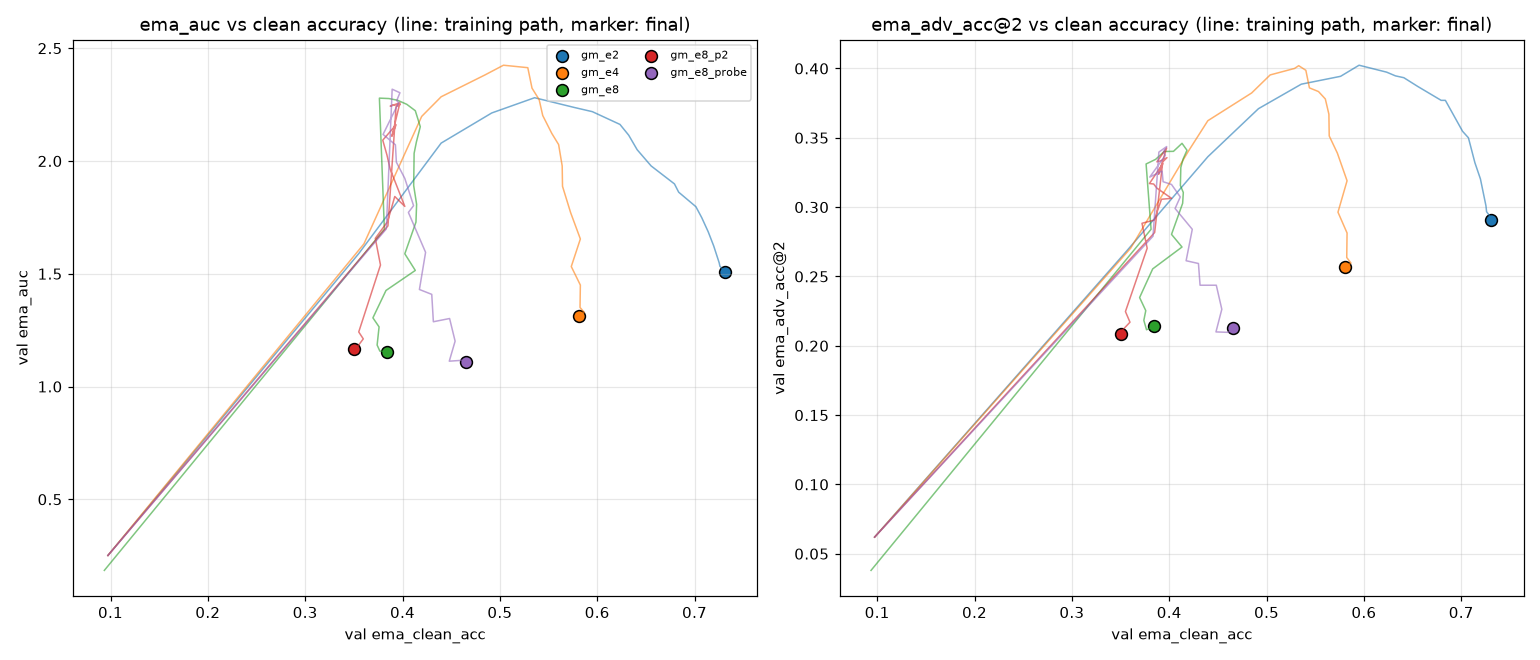 ema_auc vs clean accuracy (line: training path, marker: final)
2.5
2.0
1.5
1.0
0.5
val ema_auc
0.1
0.2
0.3
0.4
0.5
0.6
0.7
val ema_clean_acc
gm_e2
gm_e4
gm_e8
gm_e8_p2
gm_e8_probe
ema_adv_acc@2 vs clean accuracy (line: training path, marker: final)
0.40
0.35
0.30
0.25
0.20
0.15
0.10
0.05
val ema_adv_acc@2
0.1
0.2
0.3
0.4
0.5
0.6
0.7
val ema_clean_acc